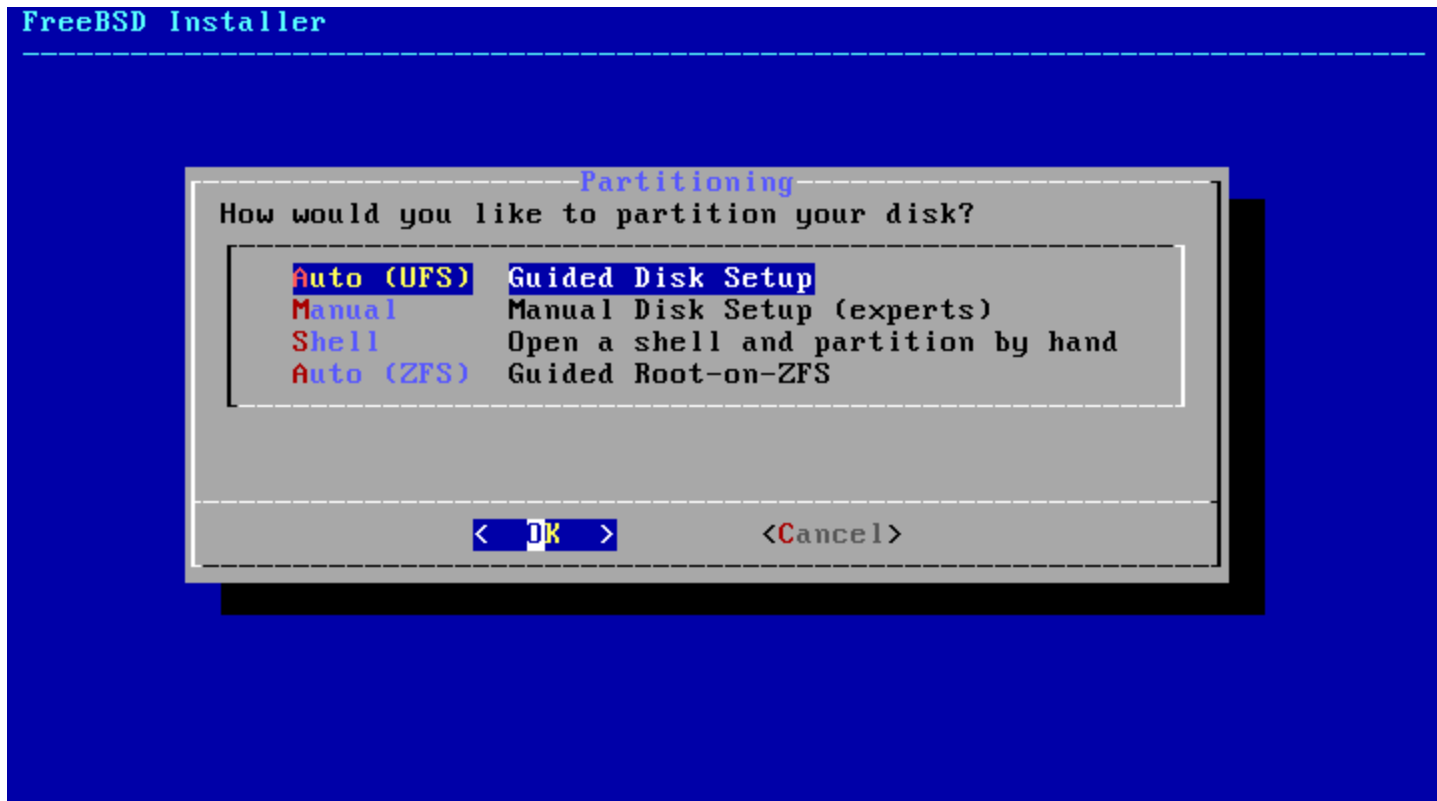 FreeBSD Installer
Partitioning
How would you like to partition your disk?
Auto (UFS) Guided Disk Setup
Manual Manual Disk Setup (experts)
Shell Open a shell and partition by hand
Auto (ZFS) Guided Root-on-ZFS
< OK > <Cancel>